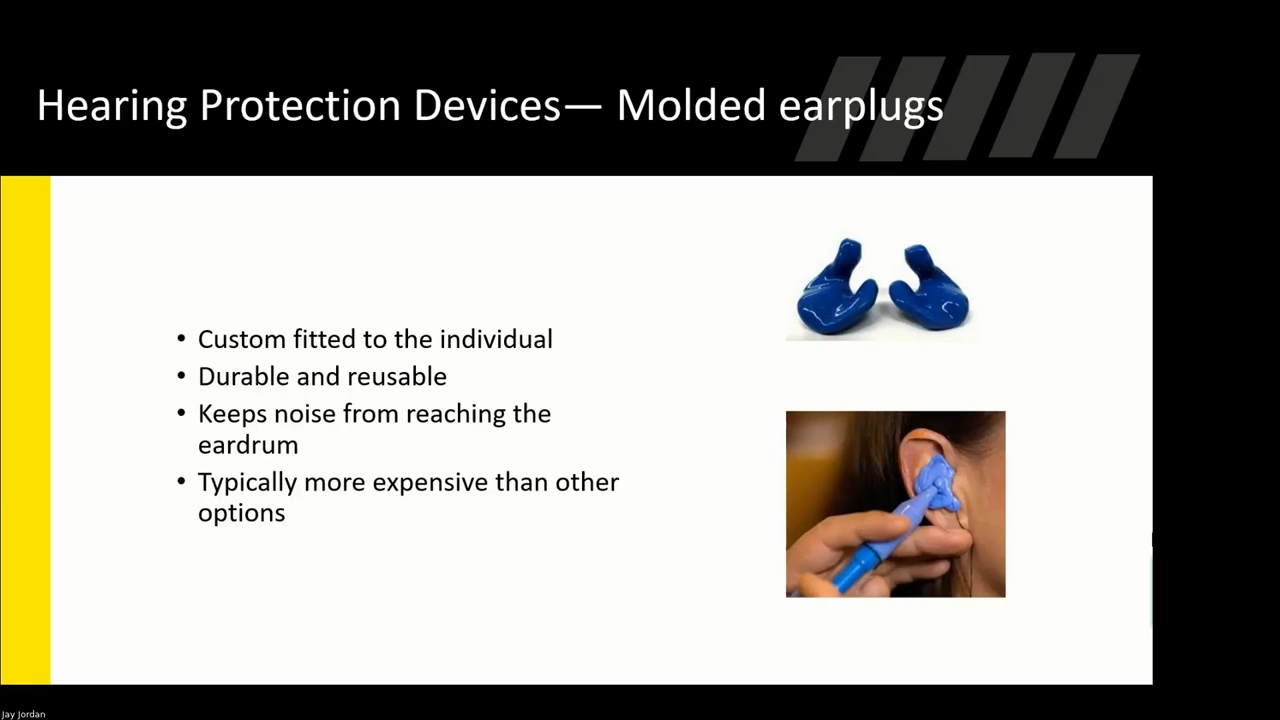 Hearing Protection Devices— Molded earplugs
• Custom fitted to the individual
• Durable and reusable
• Keeps noise from reaching the
eardrum
• Typically more expensive than other
options
Jay Jordan